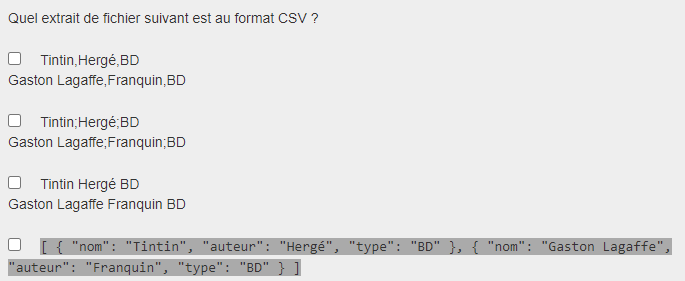 Quel extrait de fichier suivant est au format CSV ?
Tintin,Hergé,BD
Gaston Lagaffe,Franquin,BD
Tintin;Hergé;BD
Gaston Lagaffe;Franquin;BD
Tintin Hergé BD
Gaston Lagaffe Franquin BD
[ { "nom": "Tintin", "auteur": "Hergé", "type": "BD" }, { "nom": "Gaston Lagaffe",
"auteur": "Franquin", "type": "BD" } ]